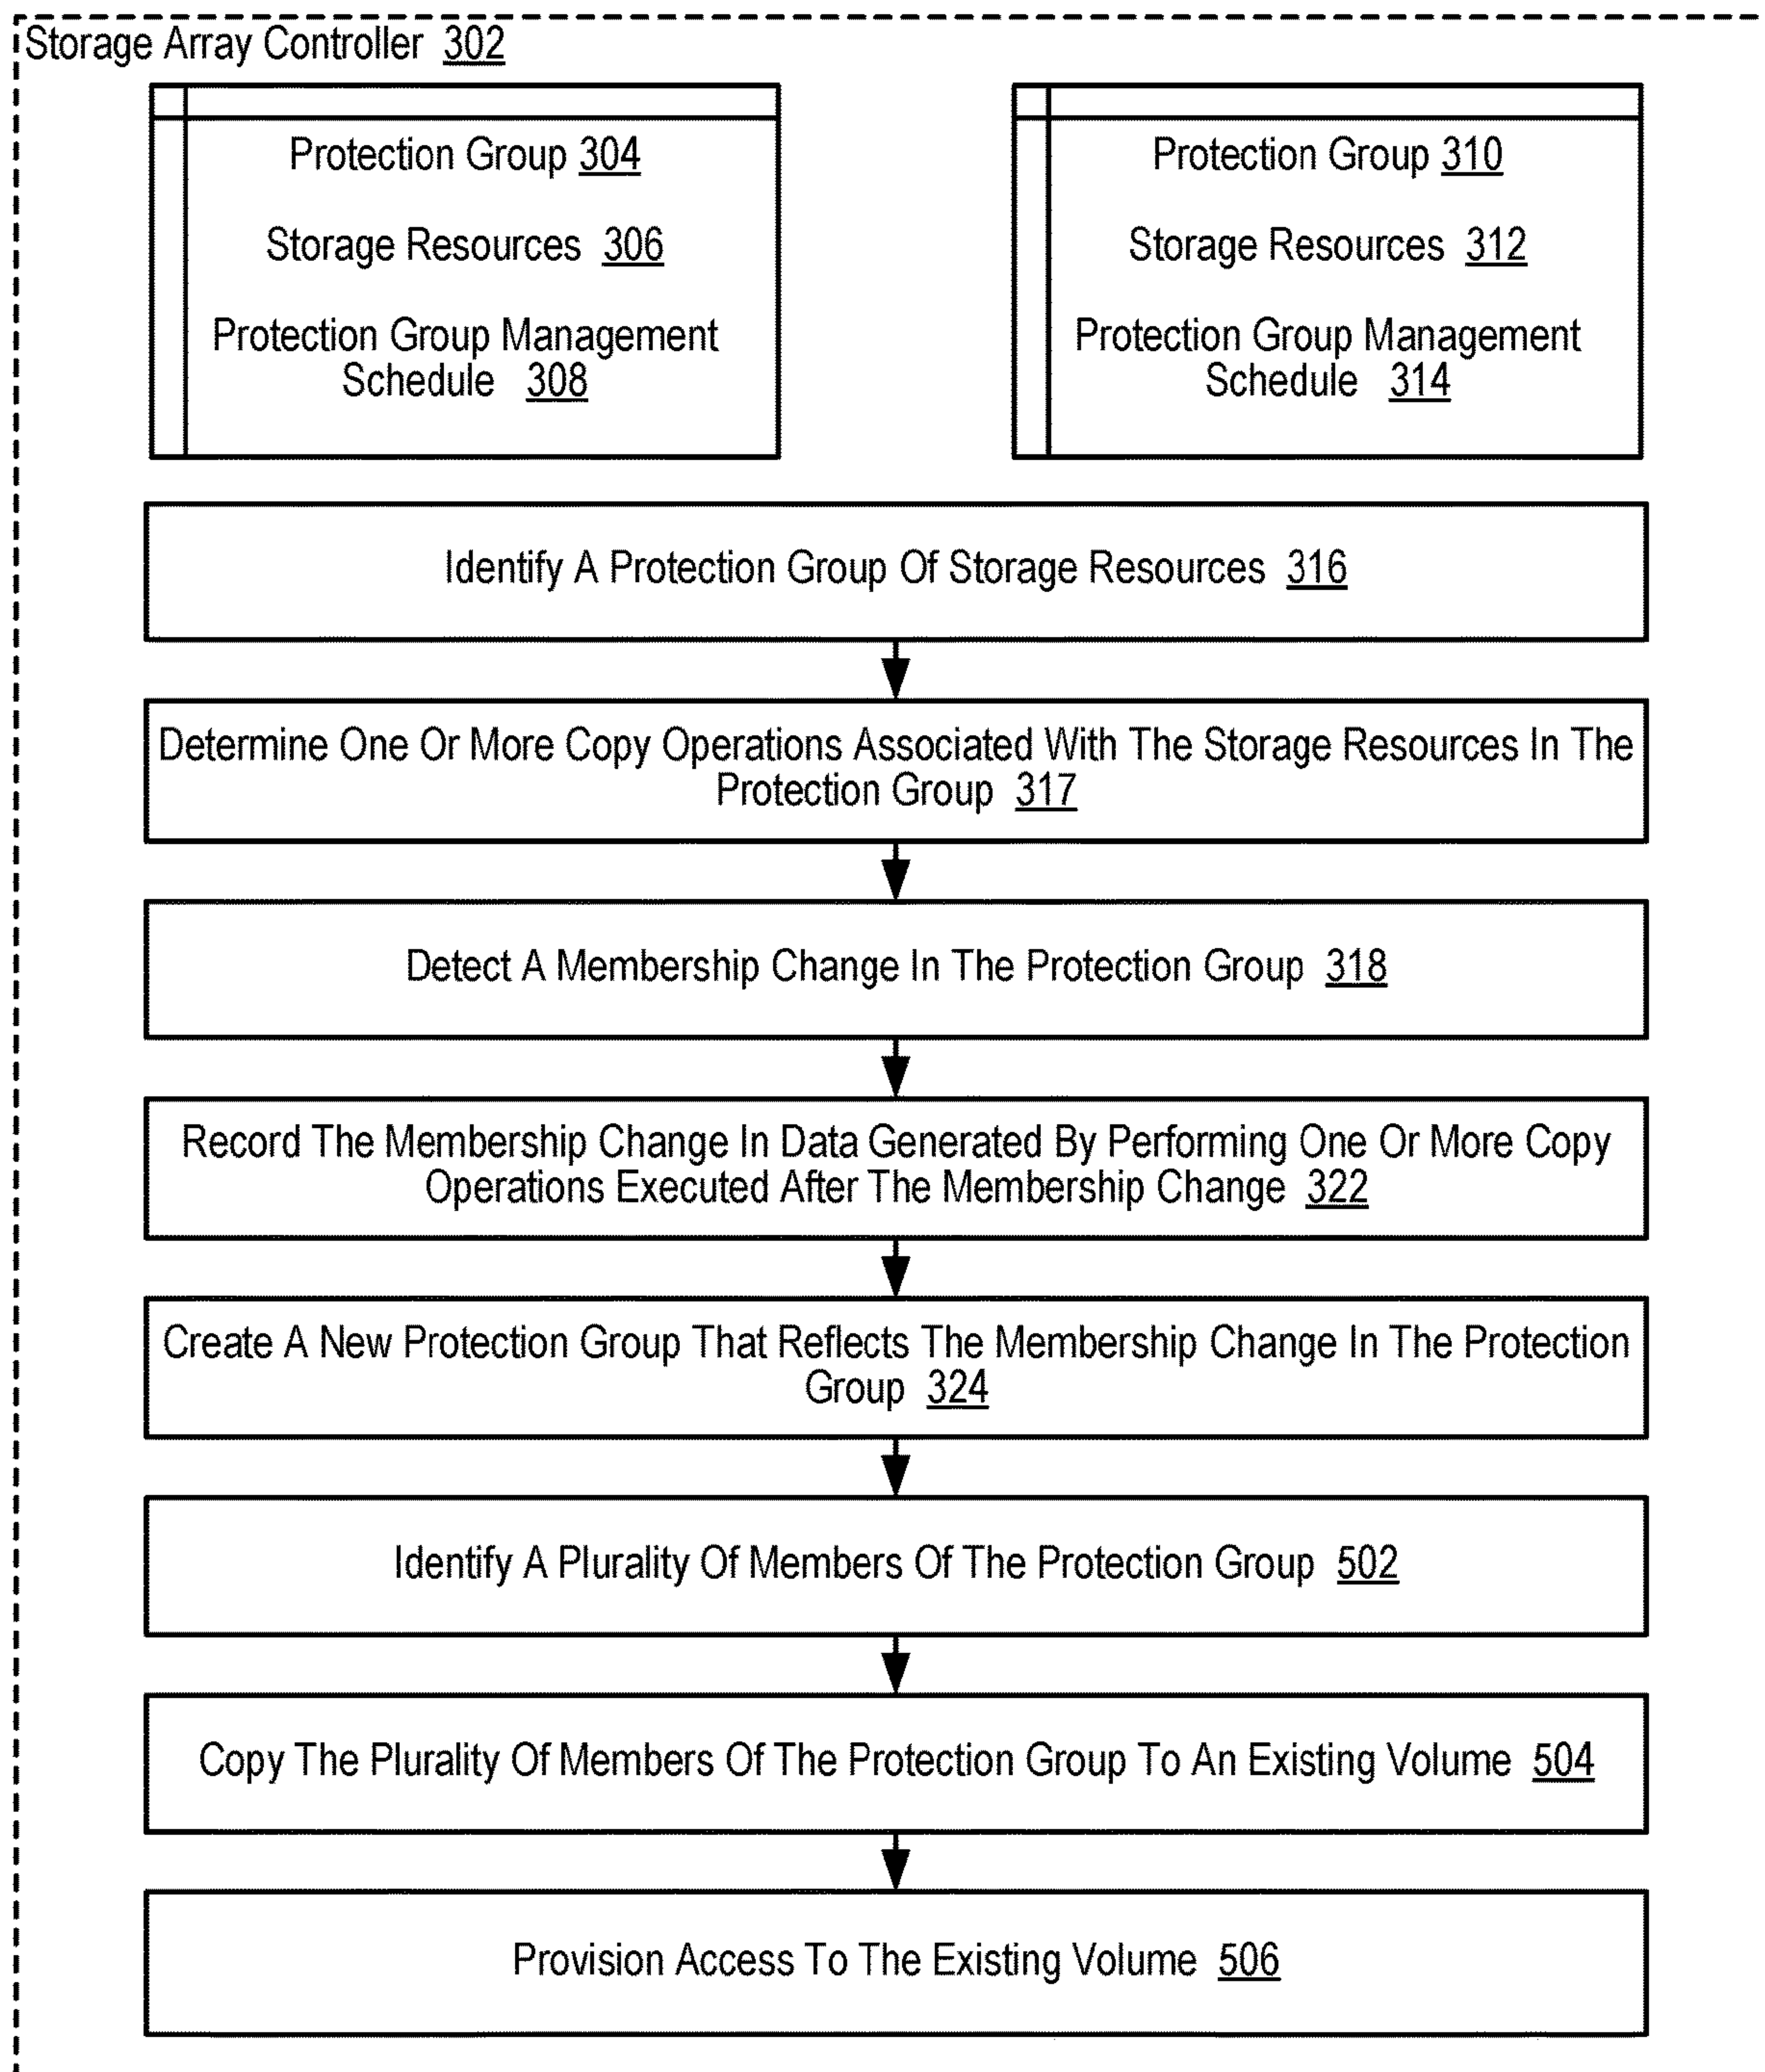 Storage Array Controller 302
Protection Group 304
Storage Resources 306
Protection Group Management
Schedule 308
Protection Group 310
Storage Resources 312
Protection Group Management
Schedule 314
Identify A Protection Group Of Storage Resources 316
Determine One Or More Copy Operations Associated With The Storage Resources In The
Protection Group 317
Detect A Membership Change In The Protection Group 318
Record The Membership Change In Data Generated By Performing One Or More Copy
Operations Executed After The Membership Change 322
Create A New Protection Group That Reflects The Membership Change In The Protection
Group 324
Identify A Plurality Of Members Of The Protection Group 502
Copy The Plurality Of Members Of The Protection Group To An Existing Volume 504
Provision Access To The Existing Volume 506